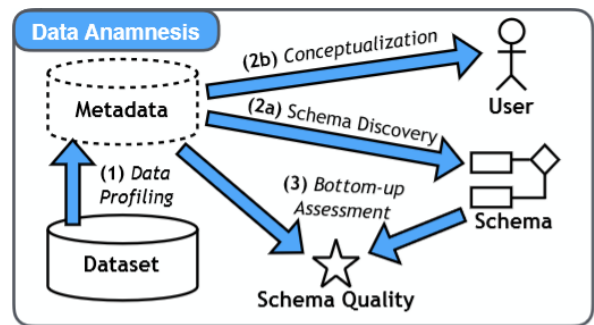 Data Anamnesis
(2b) Conceptualization
User
Metadata
(2a) Schema Discovery
(1) Data
Profiling
(3) Bottom-up
Assessment
Schema
Dataset
Schema Quality